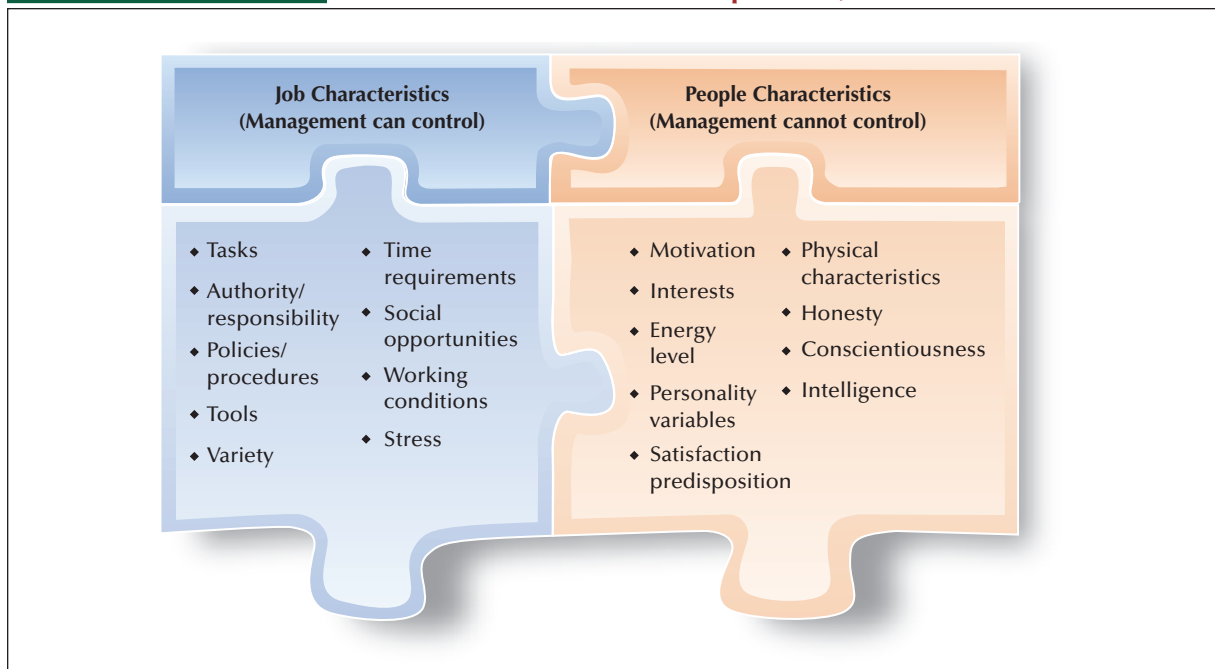 Job Characteristics
(Management can control)
People Characteristics
(Management cannot control)
◆ Tasks
◆ Authority/
responsibility
◆ Policies/
procedures
◆ Tools
◆ Variety
◆ Time
requirements
◆ Social
opportunities
◆ Working
conditions
◆ Stress
◆ Motivation
◆ Interests
◆ Energy
level
◆ Personality
variables
◆ Satisfaction
predisposition
◆ Physical
characteristics
◆ Honesty
◆ Conscientiousness
◆ Intelligence